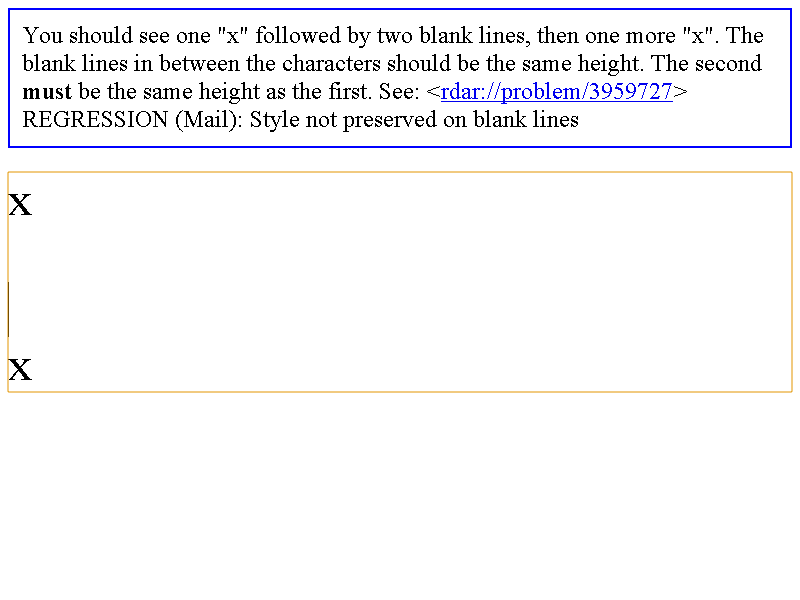 You should see one "x" followed by two blank lines, then one more "x". The
blank lines in between the characters should be the same height. The second
must be the same height as the first. See: <rdar://problem/3959727>
REGRESSION (Mail): Style not preserved on blank lines
x
x